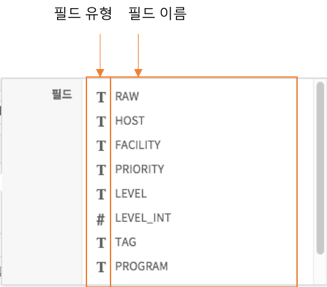 필드 유형 필드 이름
필드
T RAW
T HOST
T FACILITY
T PRIORITY
T LEVEL
# LEVEL_INT
T TAG
T PROGRAM